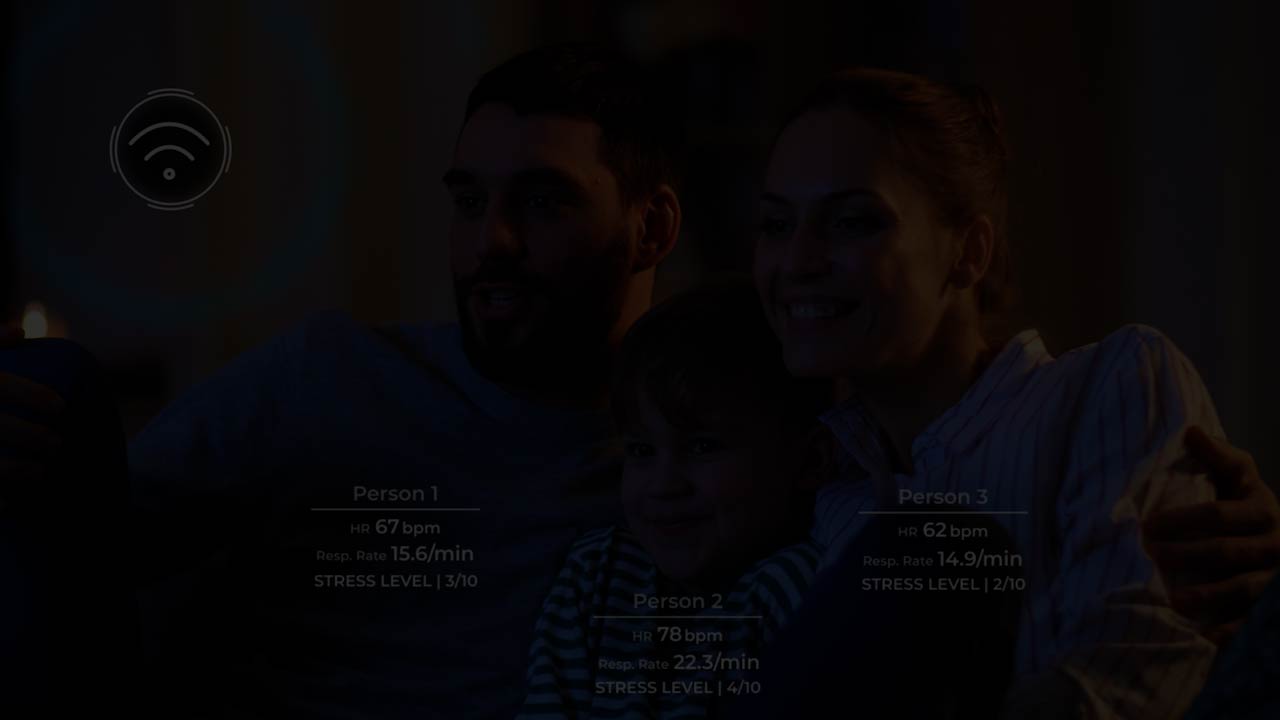 Person 1
HR 67 bpm
Resp. Rate 15.6/min
STRESS LEVEL | 3/10
Person 2
HR 78 bpm
Resp. Rate 22.3/min
STRESS LEVEL | 4/10
Person 3
HR 62 bpm
Resp. Rate 14.9/min
STRESS LEVEL | 2/10